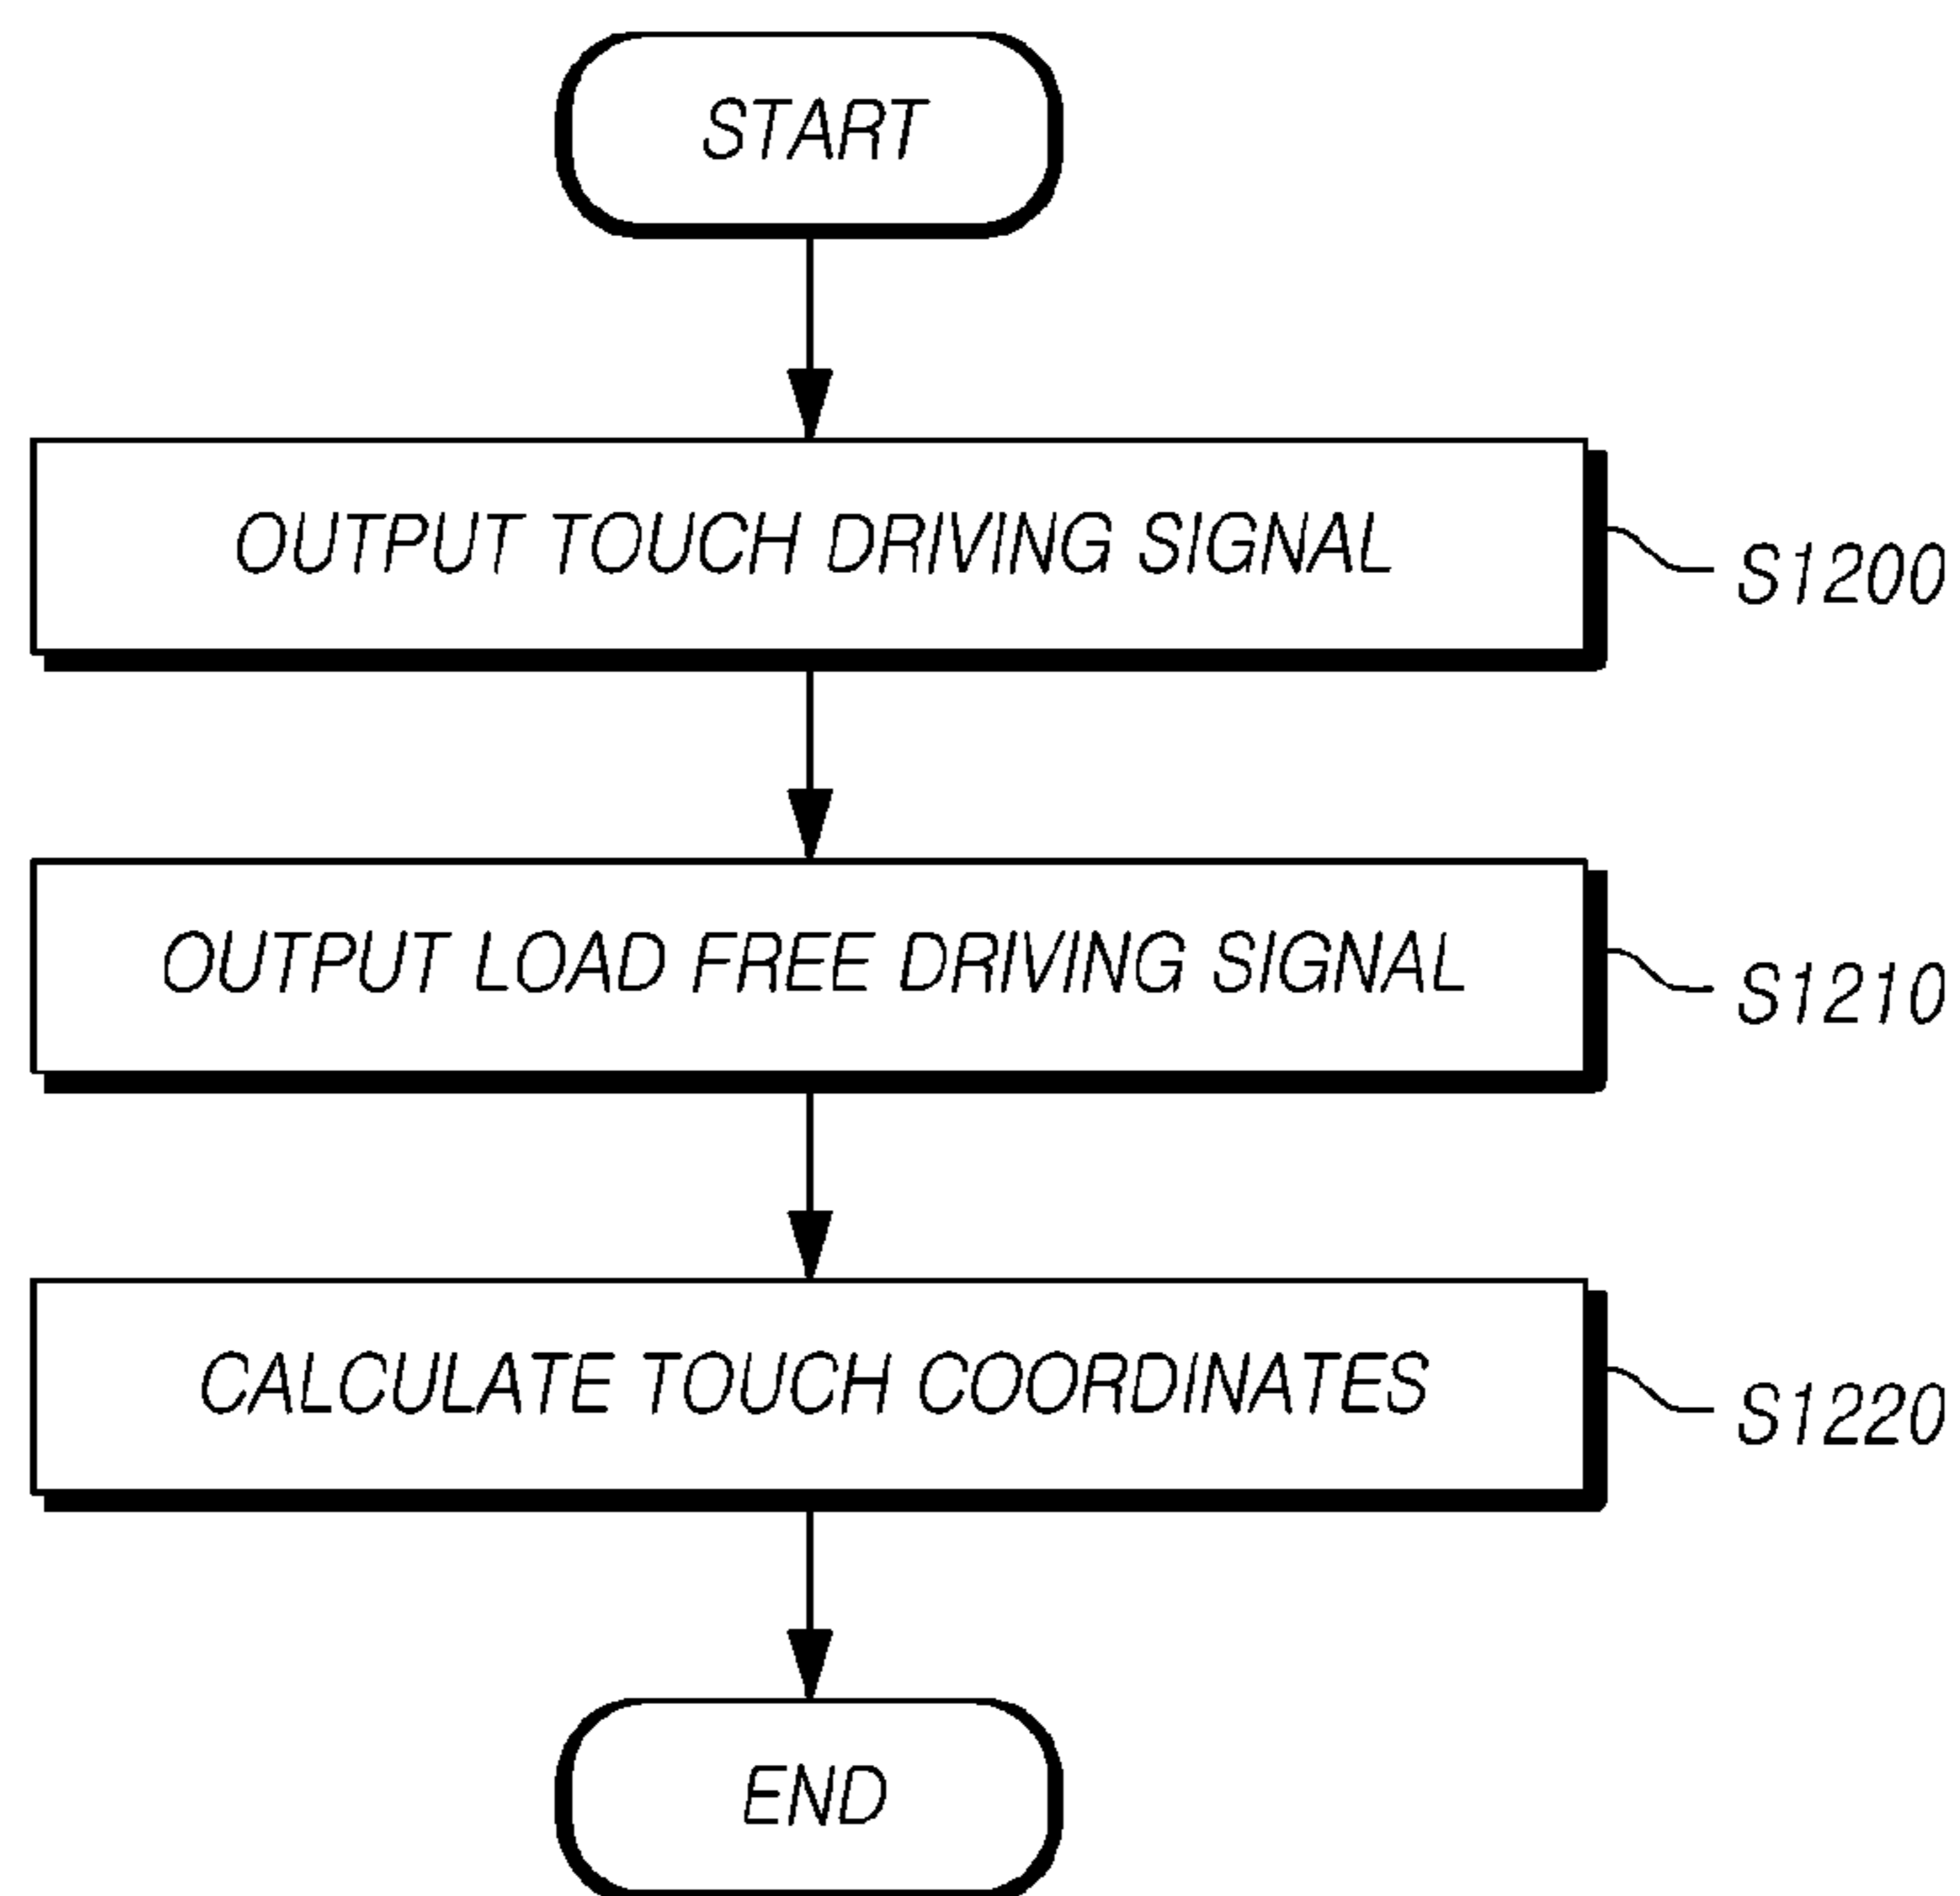 START
OUTPUT TOUCH DRIVING SIGNAL
S1200
OUTPUT LOAD FREE DRIVING SIGNAL
S1210
CALCULATE TOUCH COORDINATES
S1220
END